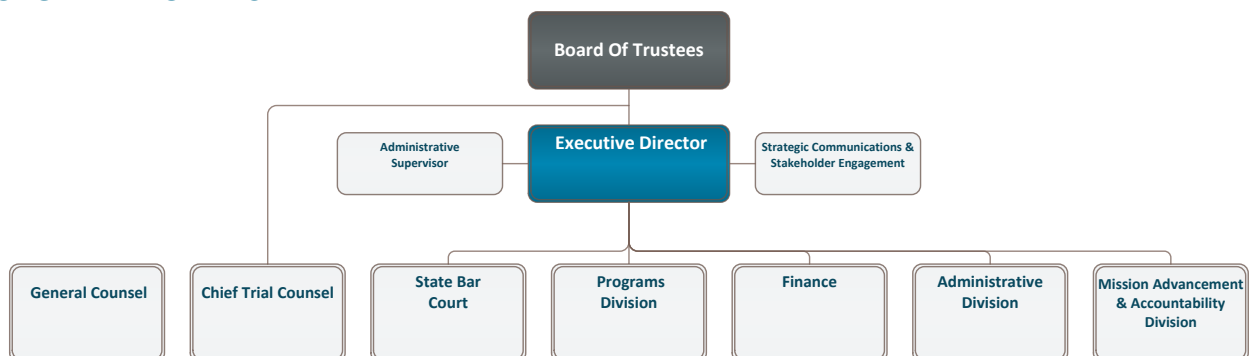 Board Of Trustees
Executive Director
Administrative
Supervisor
Strategic Communications &
Stakeholder Engagement
General Counsel
Chief Trial Counsel
State Bar
Court
Programs
Division
Finance
Administrative
Division
Mission Advancement
& Accountability
Division